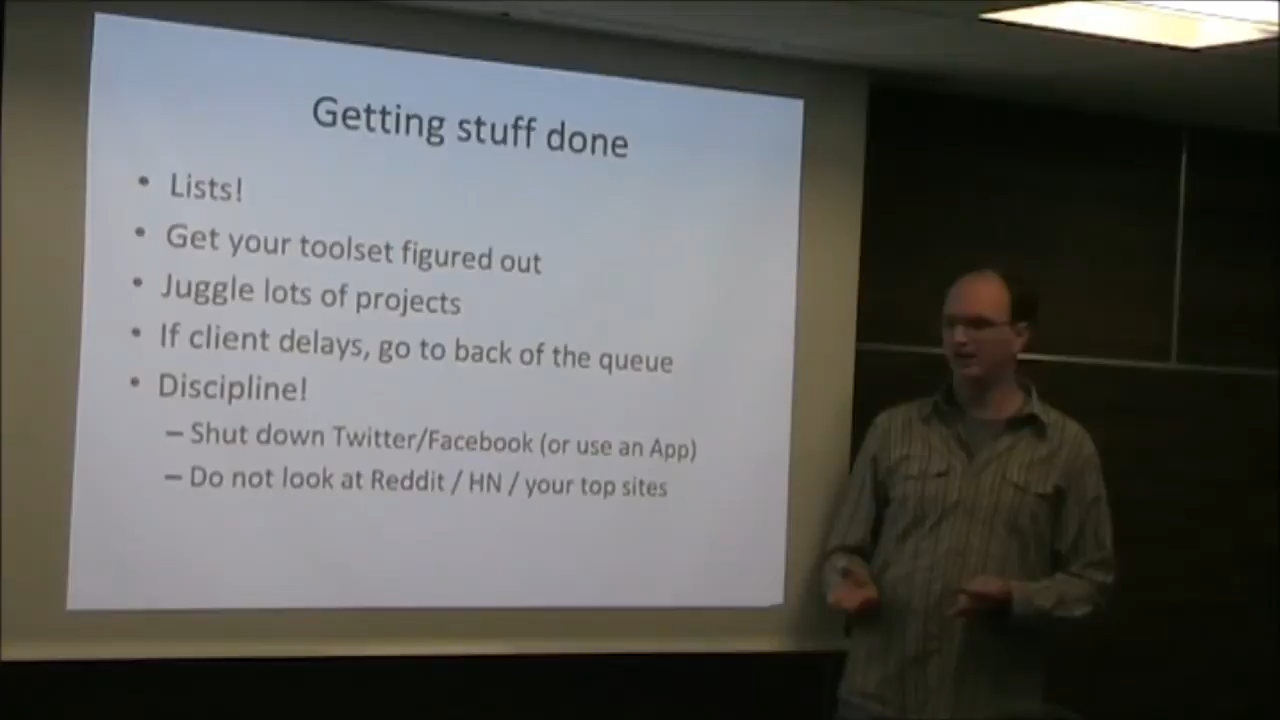 Getting stuff done
• Lists!
• Get your toolset figured out
• Juggle lots of projects
• If client delays, go to back of the queue
• Discipline!
– Shut down Twitter/Facebook (or use an App)
– Do not look at Reddit / HN / your top sites